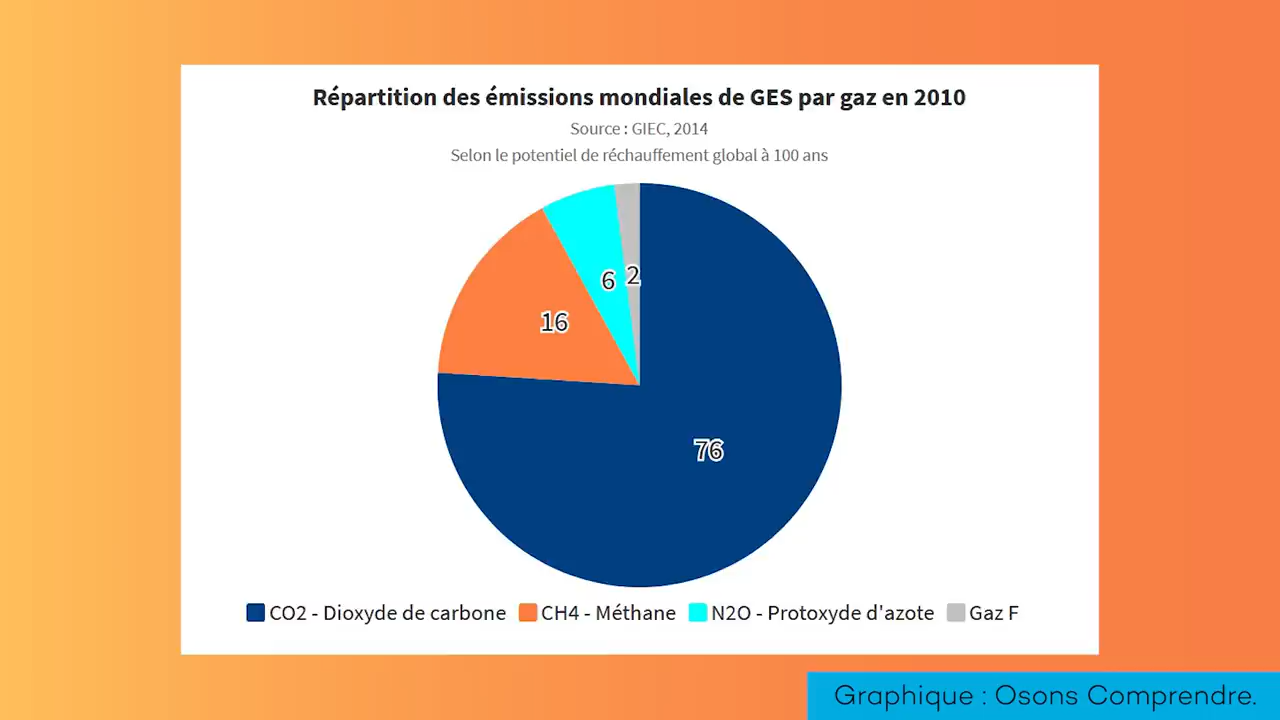 Répartition des émissions mondiales de GES par gaz en 2010
Source : GIEC, 2014
Selon le potentiel de réchauffement global à 100 ans
6 2
16
76
CO2 - Dioxyde de carbone CH4 - Méthane N2O - Protoxyde d'azote Gaz F
Graphique : Osons Comprendre.